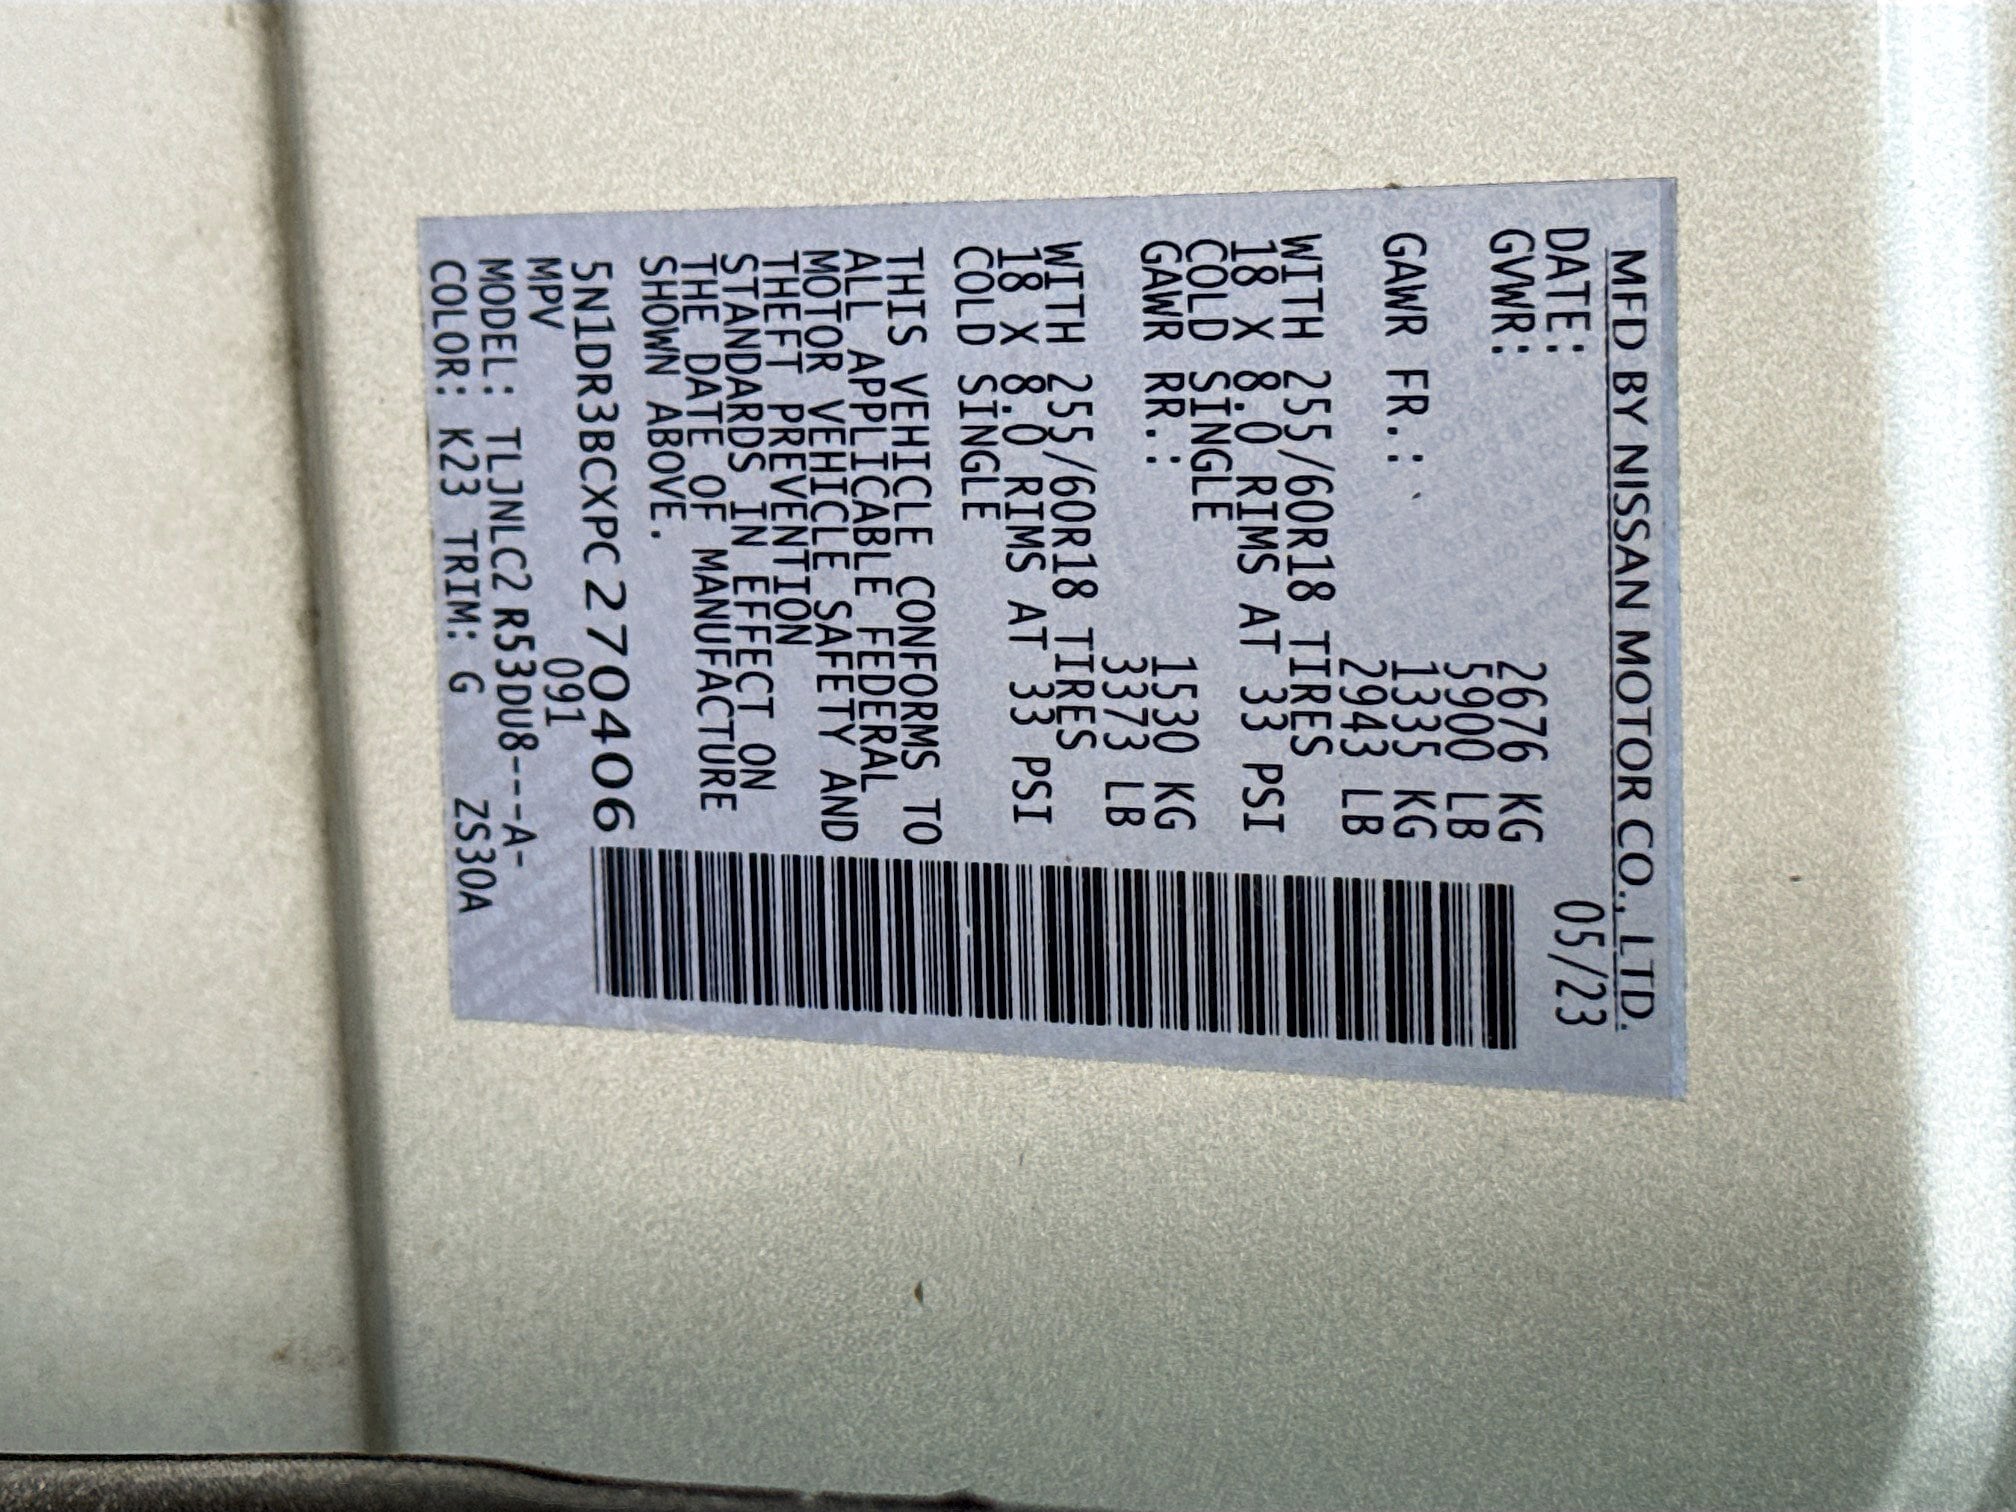 MFD BY NISSAN MOTOR CO., LTD.
DATE: 05/23
GVWR: 2676 KG
5900 LB
GAWR FR.: 1335 KG
2943 LB
WITH 255/60R18 TIRES
18 X 8.0 RIMS AT 33 PSI
COLD SINGLE
GAWR RR.: 1530 KG
3373 LB
WITH 255/60R18 TIRES
18 X 8.0 RIMS AT 33 PSI
COLD SINGLE
THIS VEHICLE CONFORMS TO
ALL APPLICABLE FEDERAL
MOTOR VEHICLE SAFETY AND
THEFT PREVENTION
STANDARDS IN EFFECT ON
THE DATE OF MANUFACTURE
SHOWN ABOVE.
5N1DR3BCXPC270406
MPV 091
MODEL: TLJNLC2 R53DU8---A-
COLOR: K23 TRIM: G ZS30A